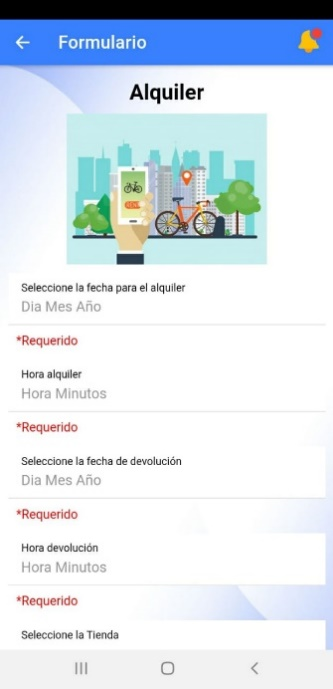 Formulario
Alquiler
Seleccione la fecha para el alquiler
Dia Mes Año
*Requerido
Hora alquiler
Hora Minutos
*Requerido
Seleccione la fecha de devolución
Dia Mes Año
*Requerido
Hora devolución
Hora Minutos
*Requerido
Seleccione la Tienda